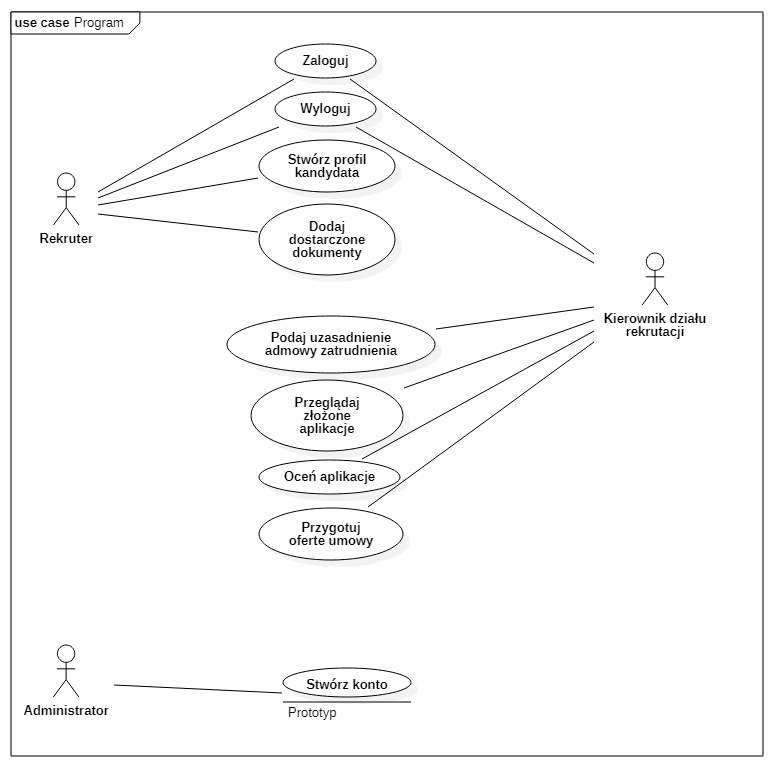 use case Program
Zaloguj
Wyloguj
Stwórz profil
kandydata
Rekruter
Dodaj
dostarczone
dokumenty
Kierownik działu
rekrutacji
Podaj uzasadnienie
admowy zatrudnienia
Przeglądaj
złożone
aplikacje
Oceń aplikacje
Przygotuj
oferte umowy
Stwórz konto
Prototyp
Administrator